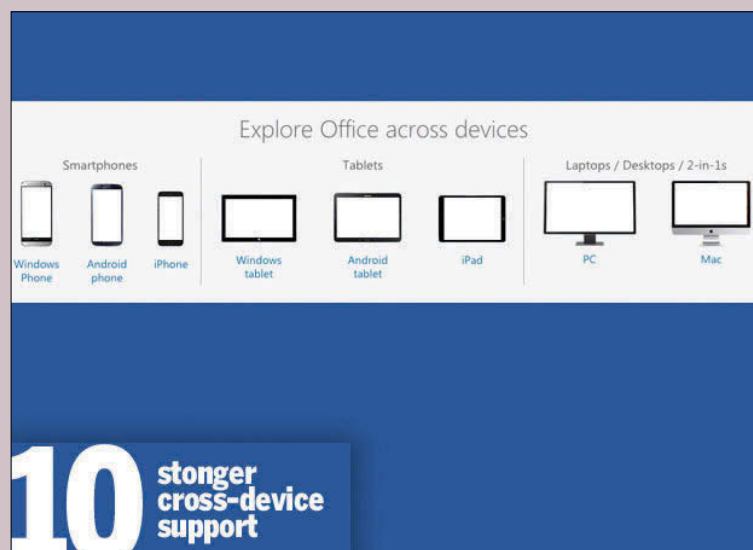 Explore Office across devices
Smartphones
Windows
Phone
Android
phone
iPhone
Tablets
Windows
tablet
Android
tablet
iPad
Laptops / Desktops / 2-in-1s
PC
Mac
10
stonger
cross-device
support